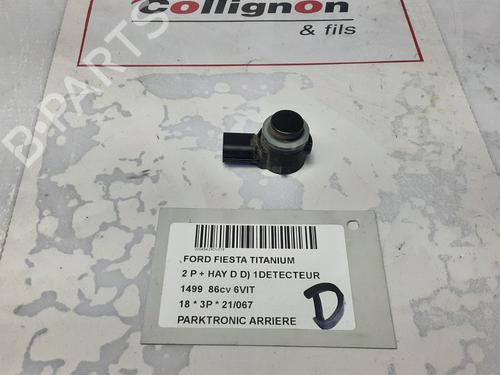 Collignon
& fils
B-PARTS
FORD FIESTA TITANIUM
2 P + HAY D D) 1DETECTEUR
1499 86cv 6VIT
18 * 3P * 21/067
PARKTRONIC ARRIERE
D